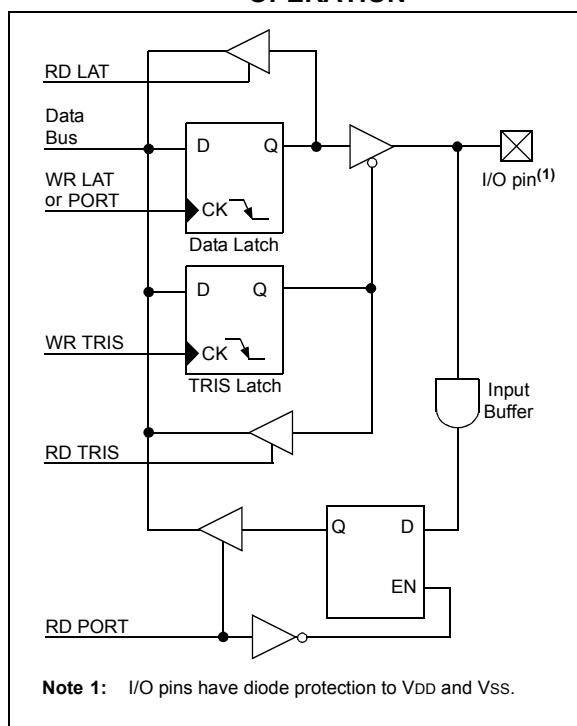 OPERATION
RD LAT
Data
Bus
D Q
WR LAT
or PORT
CK
Data Latch
I/O pin(1)
D Q
WR TRIS
CK
TRIS Latch
Input
Buffer
RD TRIS
Q D
EN
RD PORT
Note 1: I/O pins have diode protection to VDD and VSS.